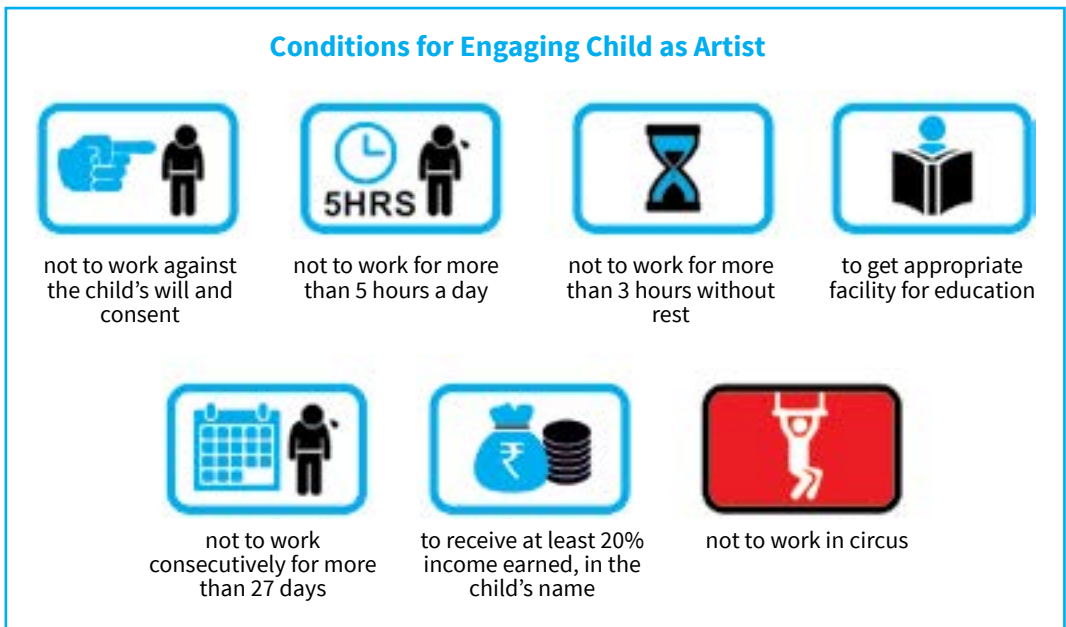 Conditions for Engaging Child as Artist
5HRS
not to work against
the child's will and
consent
not to work for more
than 5 hours a day
not to work for more
than 3 hours without
rest
to get appropriate
facility for education
₹
not to work
consecutively for more
than 27 days
to receive at least 20%
income earned, in the
child's name
not to work in circus